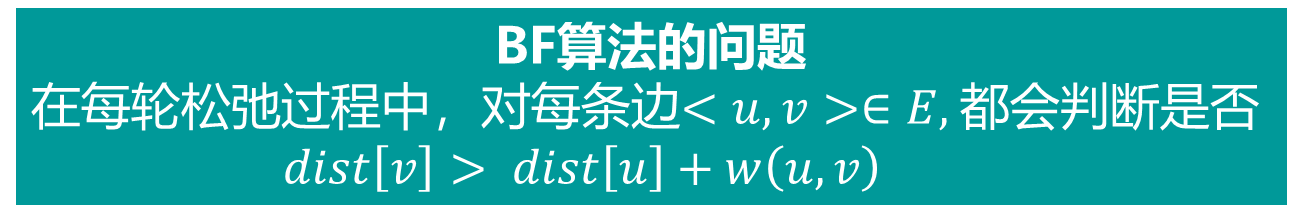 BF算法的问题
在每轮松弛过程中，对每条边< u, v >∈ E, 都会判断是否
dist[v] > dist[u] + w(u, v)